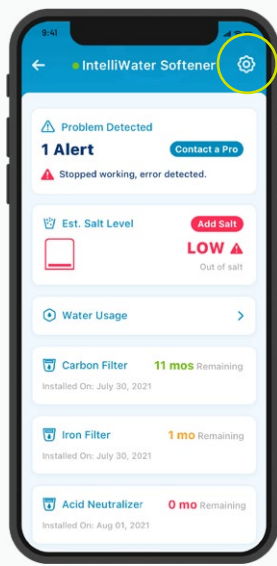 9:41
IntelliWater Softener
Problem Detected
1 Alert Contact a Pro
Stopped working, error detected.
Est. Salt Level Add Salt
LOW
Out of salt
Water Usage
Carbon Filter 11 mos Remaining
Installed On: July 30, 2021
Iron Filter 1 mo Remaining
Installed On: July 30, 2021
Acid Neutralizer 0 mo Remaining
Installed On: Aug 01, 2021